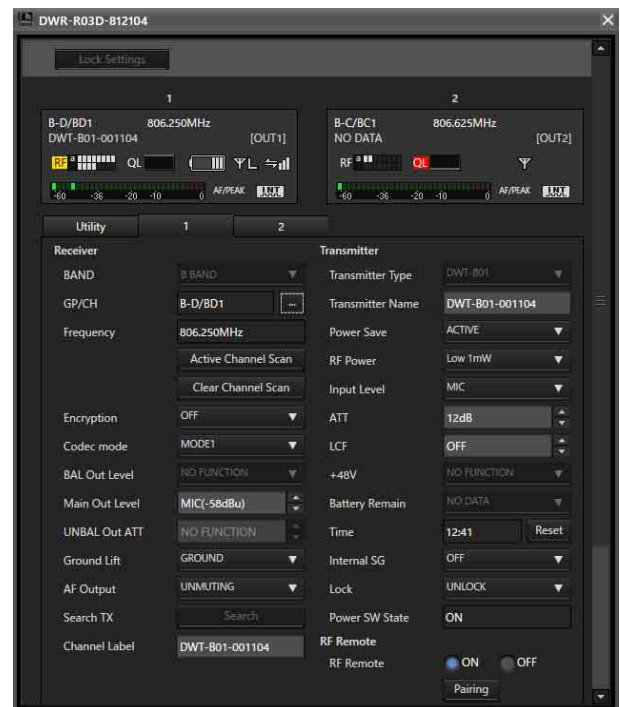 DWR-R03D-812104
Lock Settings
1
2
B-D/BD1 806.250MHz
DWT-B01-001104 [OUT1]
RF a QL L
-60 -36 -20 -10 0 AF/PEAK INT
B-C/BC1 806.625MHz
NO DATA [OUT2]
RF a QL
-60 -36 -20 -10 0 AF/PEAK INT
Utility 1 2
Receiver
BAND B BAND
GP/CH B-D/BD1 ...
Frequency 806.250MHz
Active Channel Scan
Clear Channel Scan
Encryption OFF
Codec mode MODE1
BAL Out Level NO FUNCTION
Main Out Level MIC(-58dBu)
UNBAL Out ATT NO FUNCTION
Ground Lift GROUND
AF Output UNMUTING
Search TX Search
Channel Label DWT-B01-001104
Transmitter
Transmitter Type DWT-B01
Transmitter Name DWT-B01-001104
Power Save ACTIVE
RF Power Low 1mW
Input Level MIC
ATT 12dB
LCF OFF
+48V NO FUNCTION
Battery Remain NO DATA
Time 12:41 Reset
Internal SG OFF
Lock UNLOCK
Power SW State ON
RF Remote
RF Remote ON OFF
Pairing